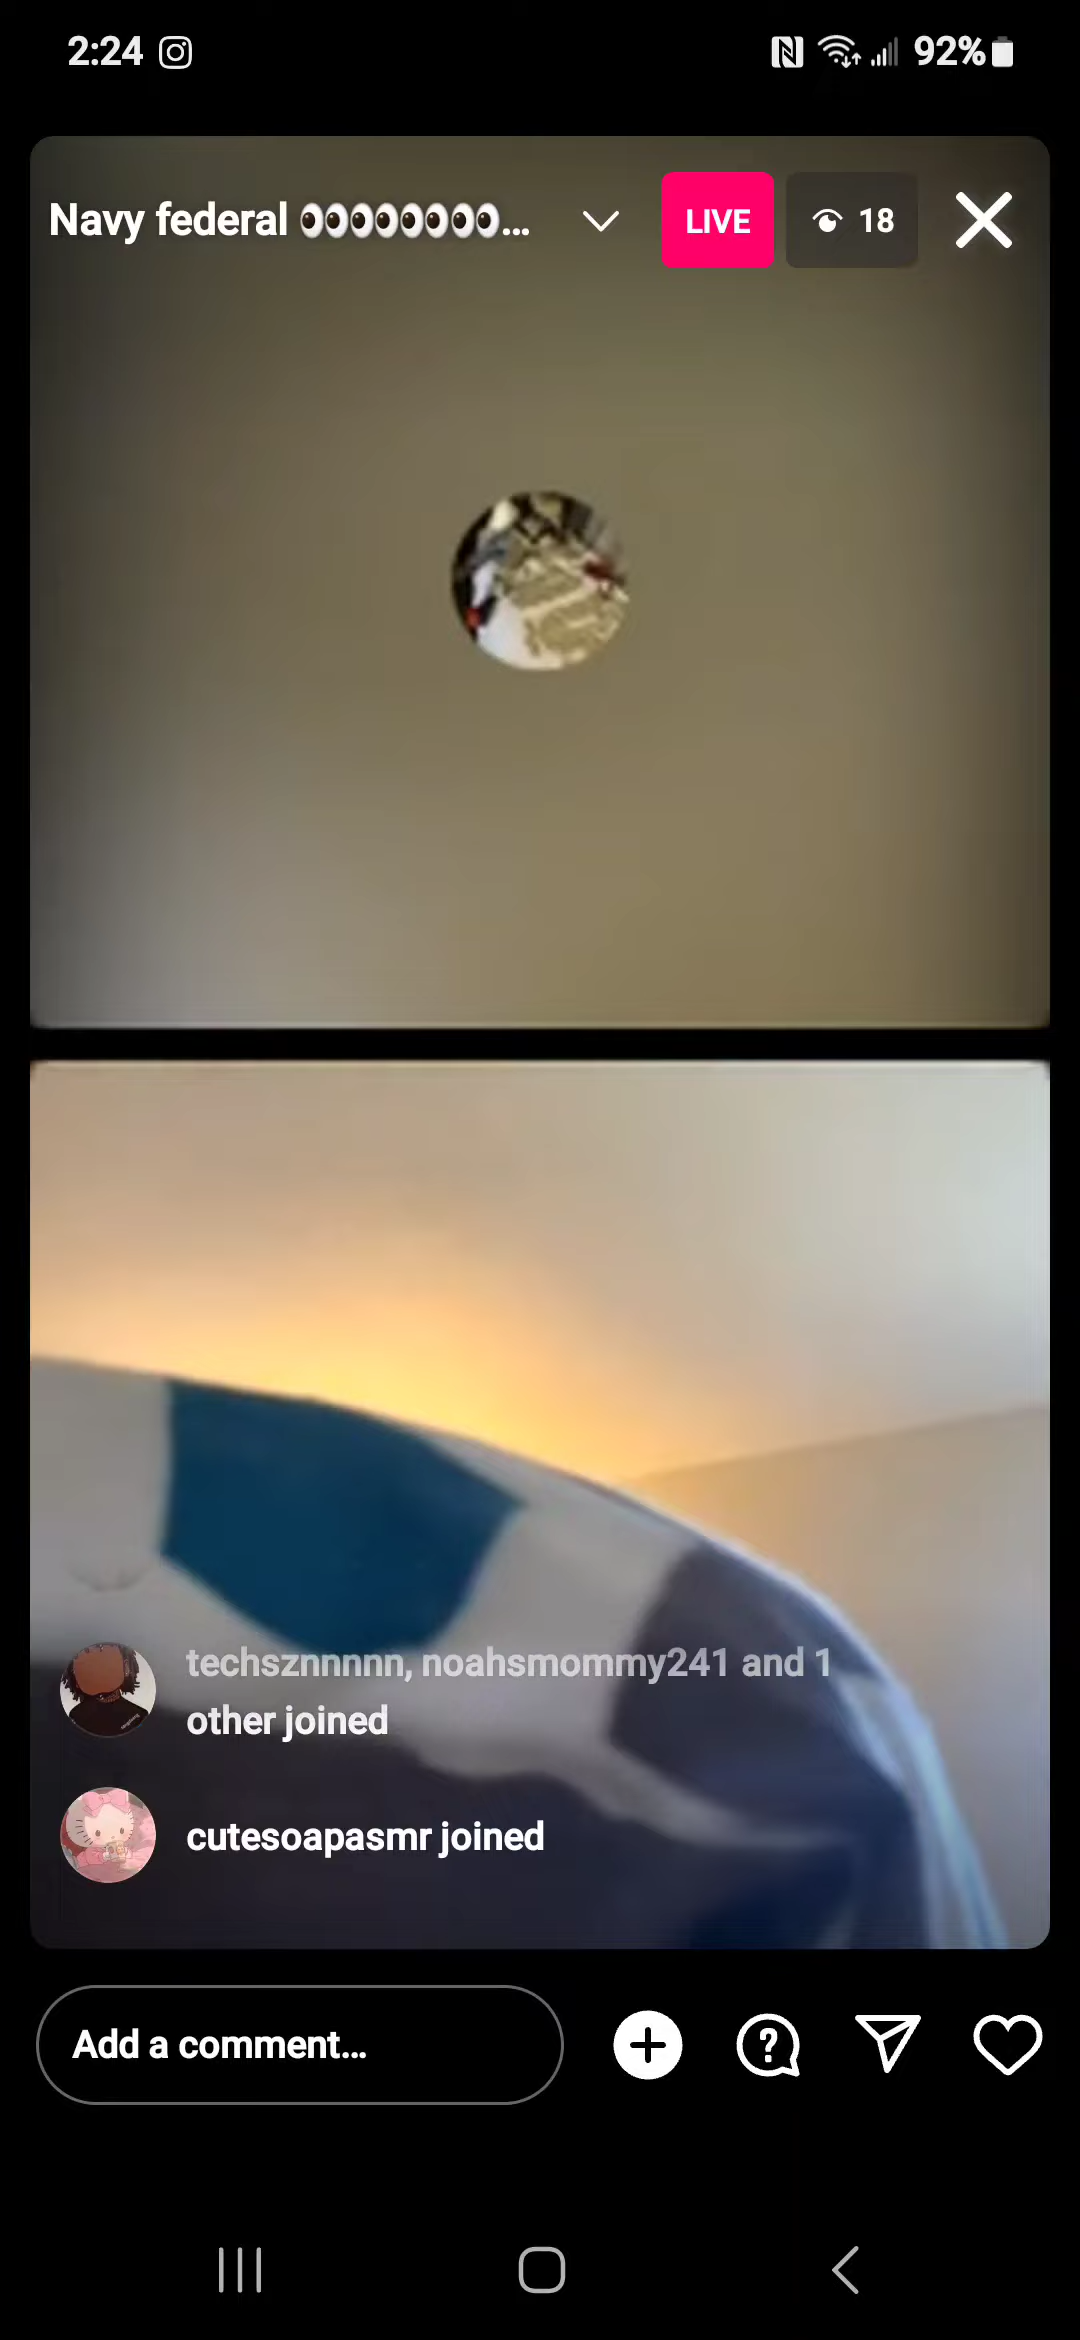 2:24 92%
Navy federal 👀👀👀👀... LIVE 18
techsznnnnn, noahsmommy241 and 1
other joined
cutesoapasmr joined
Add a comment...